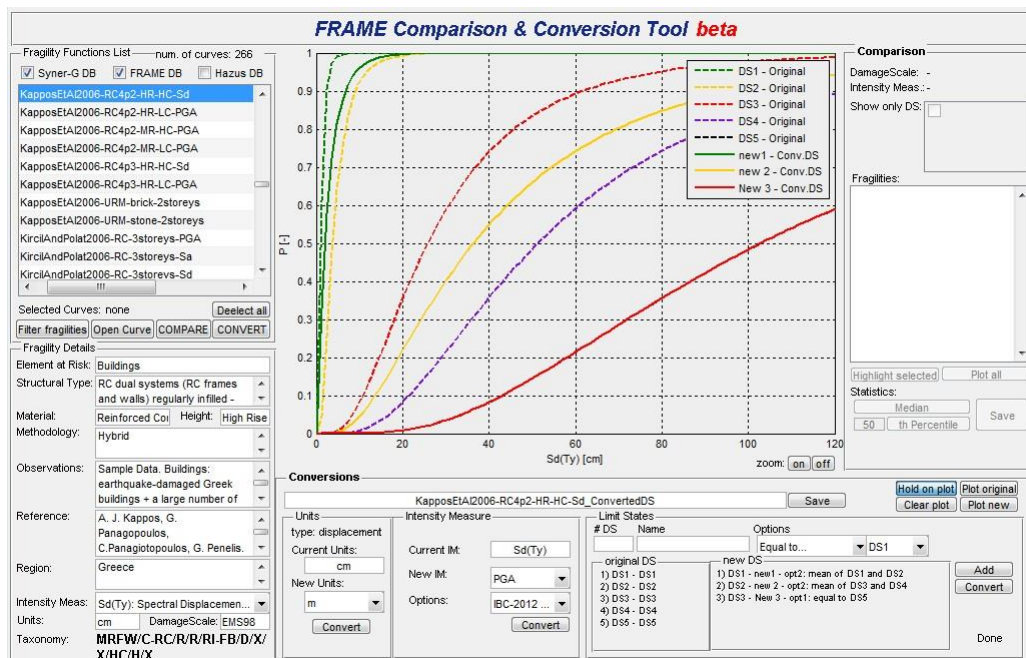 FRAME Comparison & Conversion Tool beta
Fragility Functions List
num. of curves: 266
Syner-G DB
FRAME DB
Hazus DB
KapposEtAl2006-RC4p2-HR-HC-Sd
KapposEtAl2006-RC4p2-HR-LC-PGA
KapposEtAl2006-RC4p2-MR-HC-PGA
KapposEtAl2006-RC4p2-MR-LC-PGA
KapposEtAl2006-RC4p3-HR-HC-Sd
KapposEtAl2006-RC4p3-HR-LC-PGA
KapposEtAl2006-URM-brick-2storeys
KapposEtAl2006-URM-stone-2storeys
KircilAndPolat2006-RC-3storeys-PGA
KircilAndPolat2006-RC-3storeys-Sa
KircilAndPolat2006-RC-3storeys-Sd
Selected Curves: none
Deelect all
Filter fragilities
Open Curve
COMPARE
CONVERT
Fragility Details
Element at Risk:
Buildings
Structural Type:
RC dual systems (RC frames
and walls) regularly infilled -
Material:
Reinforced Co
Height:
High Rise
Methodology:
Hybrid
Observations:
Sample Data. Buildings:
earthquake-damaged Greek
buildings + a large number of
Reference:
A. J. Kappos, G.
Panagopoulos,
C.Panagiotopoulos, G. Penelis.
Region:
Greece
Intensity Meas:
Sd(Ty): Spectral Displacemen...
Units:
cm
DamageScale:
EMS98
Taxonomy:
MRFW/C-RC/R/R/RI-FB/D/X/
X/HC/H/X
1
0.9
0.8
0.7
0.6
0.5
0.4
0.3
0.2
0.1
0
P [-]
0
20
40
60
80
100
120
Sd(Ty) [cm]
DS1 - Original
DS2 - Original
DS3 - Original
DS4 - Original
DS5 - Original
new1 - Conv.DS
new 2 - Conv.DS
New 3 - Conv.DS
zoom:
on
off
Comparison
DamageScale: -
Intensity Meas.:-
Show only DS:
Fragilities:
Highlight selected
Plot all
Statistics:
Median
50
th Percentile
Save
Conversions
KapposEtAl2006-RC4p2-HR-HC-Sd_ConvertedDS
Save
Hold on plot
Plot original
Clear plot
Plot new
Units
type: displacement
Current Units:
cm
New Units:
m
Convert
Intensity Measure
Current IM:
Sd(Ty)
New IM:
PGA
Options:
IBC-2012 ...
Convert
Limit States
# DS
Name
Options
Equal to...
DS1
original DS
1) DS1 - DS1
2) DS2 - DS2
3) DS3 - DS3
4) DS4 - DS4
5) DS5 - DS5
new DS
1) DS1 - new1 - opt2: mean of DS1 and DS2
2) DS2 - new 2 - opt2: mean of DS3 and DS4
3) DS3 - New 3 - opt1: equal to DS5
Add
Convert
Done